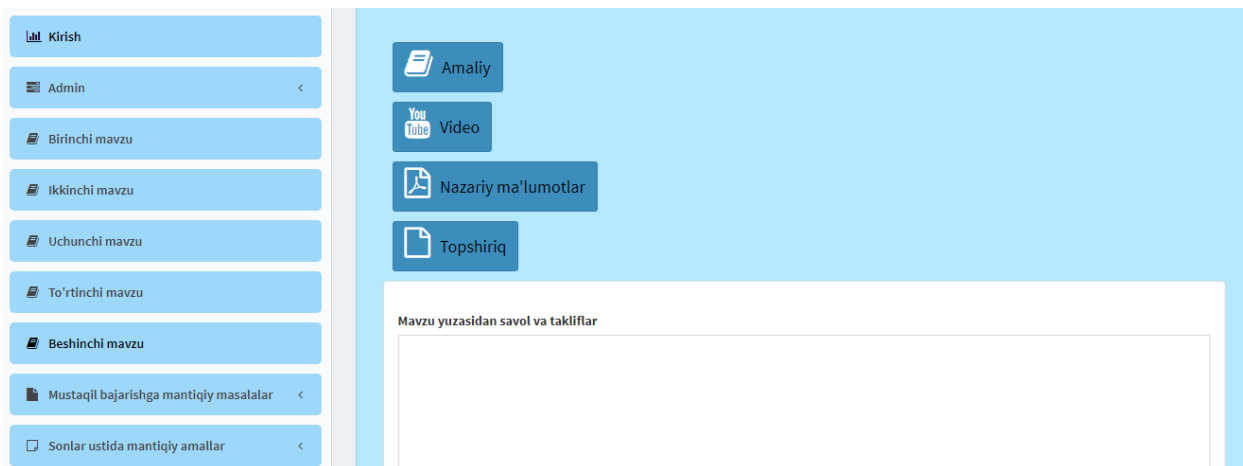 Kirish
Admin
Birinchi mavzu
Ikkinchi mavzu
Uchunchi mavzu
To'rtinchi mavzu
Beshinchi mavzu
Mustaqil bajarishga mantiqiy masalalar
Sonlar ustida mantiqiy amallar
Amaliy
You
Tube
Video
Nazariy ma'lumotlar
Topshiriq
Mavzu yuzasidan savol va takliflar